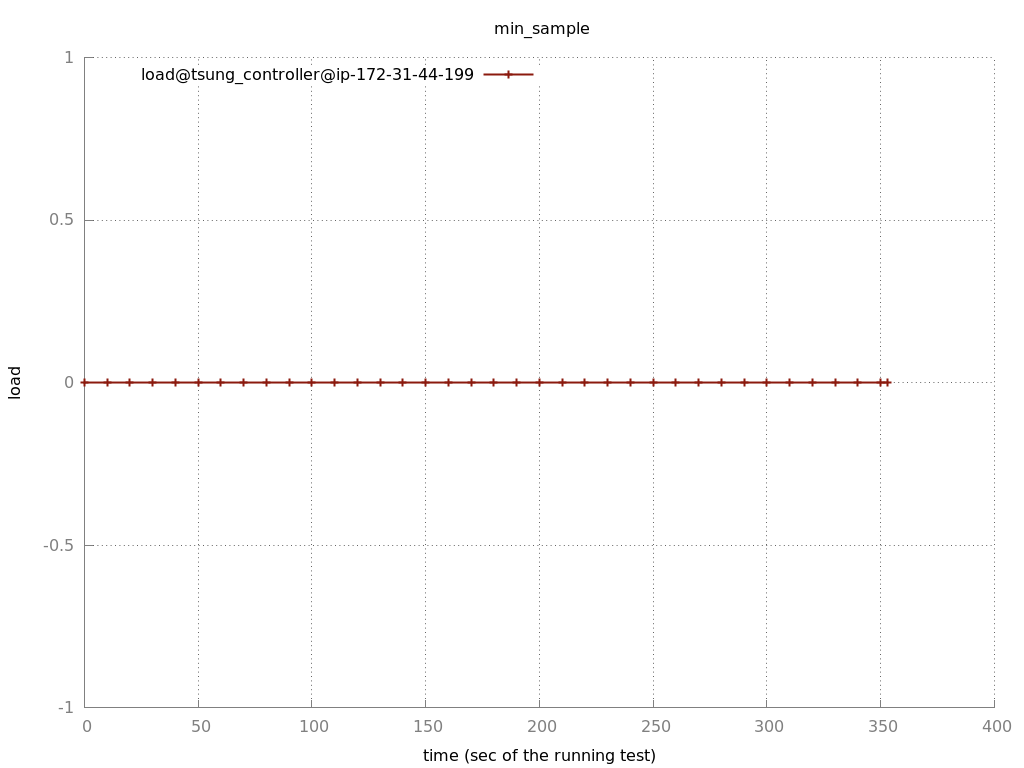 min_sample
1
load@tsung_controller@ip-172-31-44-199
0.5
load
0
-0.5
-1
0 50 100 150 200 250 300 350 400
time (sec of the running test)